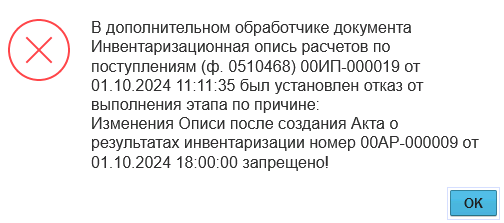 В дополнительном обработчике документа
Инвентаризационная опись расчетов по
поступлениям (ф. 0510468) 00ИП-000019 от
01.10.2024 11:11:35 был установлен отказ от
выполнения этапа по причине:
Изменения Описи после создания Акта о
результатах инвентаризации номер 00АР-000009 от
01.10.2024 18:00:00 запрещено!
ОК